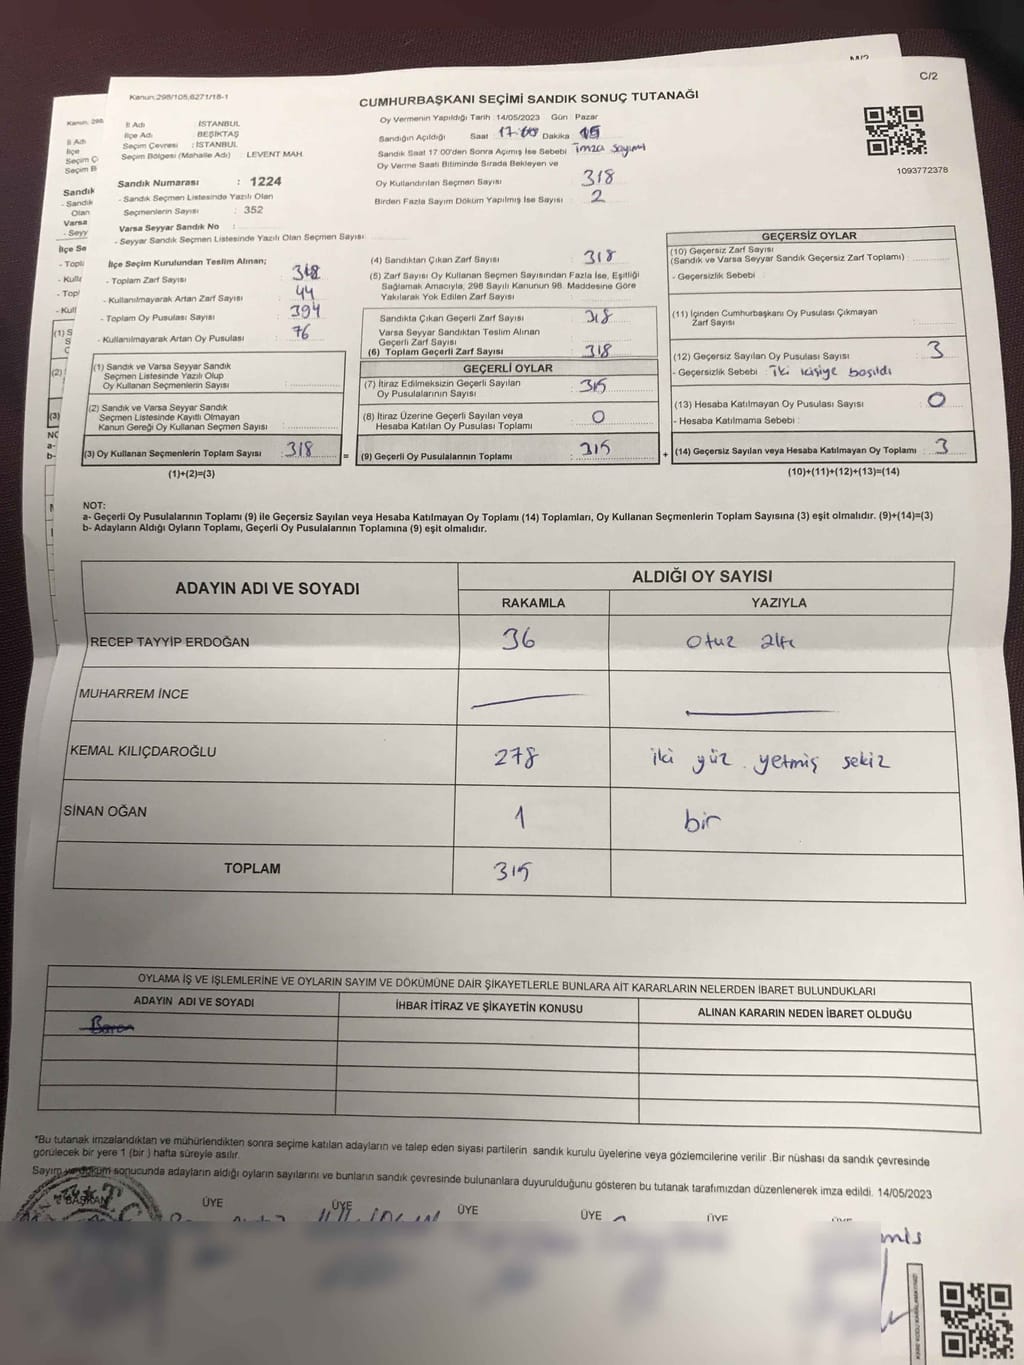 C/2
Kanun,298/105,6271/18-1
CUMHURBAŞKANI SEÇİMİ SANDIK SONUÇ TUTANAĞI
İl Adı : İSTANBUL
İlçe Adı : BEŞİKTAŞ
Seçim Çevresi : İSTANBUL
Seçim Bölgesi (Mahalle Adı) : LEVENT MAH.
Sandık Numarası : 1224
- Sandık Seçmen Listesinde Yazılı Olan
Seçmenlerin Sayısı : 352
Varsa Seyyar Sandık No :
- Seyyar Sandık Seçmen Listesinde Yazılı Olan Seçmen Sayısı
Oy Vermenin Yapıldığı Tarih : 14/05/2023 Gün : Pazar
Sandığın Açıldığı Saat Dakika 15
Sandık Saat 17.00'den Sonra Açımış İse Sebebi imza sayımı
Oy Verme Saati Bitiminde Sırada Bekleyen ve
Oy Kullandırılan Seçmen Sayısı 318
Birden Fazla Sayım Döküm Yapılmış İse Sayısı 2
1093772378
İlçe Seçim Kurulundan Teslim Alınan;
- Toplam Zarf Sayısı
- Kullanılmayarak Artan Zarf Sayısı 44
- Toplam Oy Pusulası Sayısı 394
- Kullanılmayarak Artan Oy Pusulası 76
(1) Sandık ve Varsa Seyyar Sandık
Seçmen Listesinde Yazılı Olup
Oy Kullanan Seçmenlerin Sayısı :
(2) Sandık ve Varsa Seyyar Sandık
Seçmen Listesinde Kayıtlı Olmayan
Kanun Gereği Oy Kullanan Seçmen Sayısı :
(3) Oy Kullanan Seçmenlerin Toplam Sayısı : 318
(1)+(2)=(3)
(4) Sandıktan Çıkan Zarf Sayısı : 318
(5) Zarf Sayısı Oy Kullanan Seçmen Sayısından Fazla İse, Eşitliği
Sağlamak Amacıyla, 298 Sayılı Kanunun 98. Maddesine Göre
Yakılarak Yok Edilen Zarf Sayısı :
Sandıkta Çıkan Geçerli Zarf Sayısı : 318
Varsa Seyyar Sandıktan Teslim Alınan
Geçerli Zarf Sayısı :
(6) Toplam Geçerli Zarf Sayısı : 318
GEÇERLİ OYLAR
(7) İtiraz Edilmeksizin Geçerli Sayılan
Oy Pusulalarının Sayısı : 315
(8) İtiraz Üzerine Geçerli Sayılan veya
Hesaba Katılan Oy Pusulası Toplamı : 0
= (9) Geçerli Oy Pusulalarının Toplamı : 315
GEÇERSİZ OYLAR
(10) Geçersiz Zarf Sayısı
(Sandık ve Varsa Seyyar Sandık Geçersiz Zarf Toplamı) :
- Geçersizlik Sebebi :
(11) İçinden Cumhurbaşkanı Oy Pusulası Çıkmayan
Zarf Sayısı :
(12) Geçersiz Sayılan Oy Pusulası Sayısı : 3
- Geçersizlik Sebebi : iki kişiye basıldı
(13) Hesaba Katılmayan Oy Pusulası Sayısı : 0
- Hesaba Katılmama Sebebi :
+ (14) Geçersiz Sayılan veya Hesaba Katılmayan Oy Toplamı : 3
(10)+(11)+(12)+(13)=(14)
NOT:
a- Geçerli Oy Pusulalarının Toplamı (9) ile Geçersiz Sayılan veya Hesaba Katılmayan Oy Toplamı (14) Toplamları, Oy Kullanan Seçmenlerin Toplam Sayısına (3) eşit olmalıdır. (9)+(14)=(3)
b- Adayların Aldığı Oyların Toplamı, Geçerli Oy Pusulalarının Toplamına (9) eşit olmalıdır.
ADAYIN ADI VE SOYADI ALDIĞI OY SAYISI
RAKAMLA YAZIYLA
RECEP TAYYİP ERDOĞAN 36 otuz altı
MUHARREM İNCE
KEMAL KILIÇDAROĞLU 278 iki yüz yetmiş sekiz
SİNAN OĞAN 1 bir
TOPLAM 315
OYLAMA İŞ VE İŞLEMLERİNE VE OYLARIN SAYIM VE DÖKÜMÜNE DAİR ŞİKAYETLERLE BUNLARA AİT KARARLARIN NELERDEN İBARET BULUNDUKLARI
ADAYIN ADI VE SOYADI İHBAR İTİRAZ VE ŞİKAYETİN KONUSU ALINAN KARARIN NEDEN İBARET OLDUĞU
*Bu tutanak imzalandıktan ve mühürlendikten sonra seçime katılan adayların ve talep eden siyasi partilerin sandık kurulu üyelerine veya gözlemcilerine verilir .Bir nüshası da sandık çevresinde
görülecek bir yere 1 (bir ) hafta süreyle asılır.
Sayım ve döküm sonucunda adayların aldığı oyların sayılarını ve bunların sandık çevresinde bulunanlara duyurulduğunu gösteren bu tutanak tarafımızdan düzenlenerek imza edildi. 14/05/2023
BAŞKAN ÜYE ÜYE ÜYE ÜYE ÜYE ÜYE